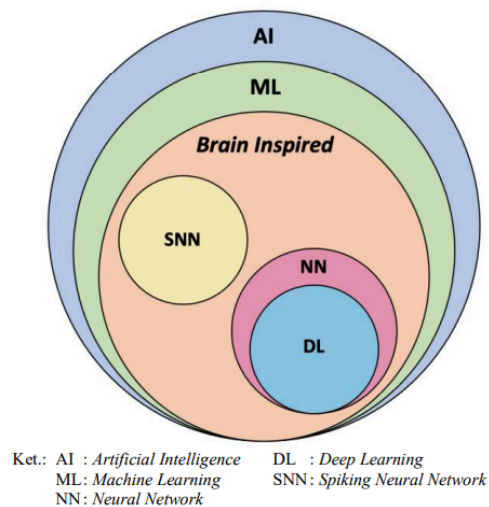 AI
ML
Brain Inspired
SNN
NN
DL
Ket.: AI : Artificial Intelligence DL : Deep Learning
ML : Machine Learning SNN : Spiking Neural Network
NN : Neural Network